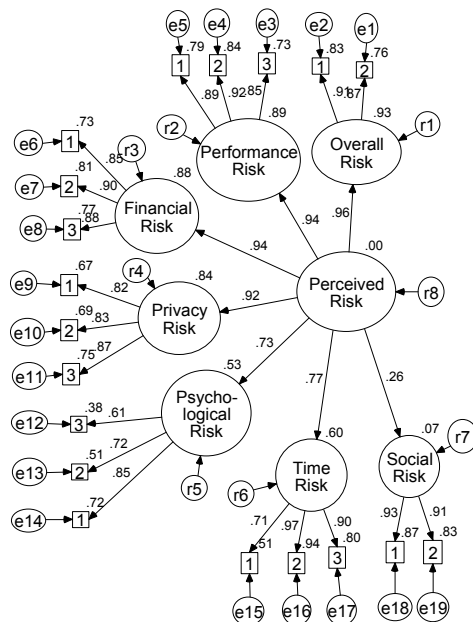 e5
e4
e3
e2
e1
.79
.84
.73
.83
.76
1
2
3
1
2
.89
.92
.85
.91
.87
r2
.89
.93
r1
Performance
Risk
Overall
Risk
e6
.73
1
r3
.85
.88
e7
.81
2
.90
Financial
Risk
e8
.77
3
.88
.94
.96
.94
.00
e9
.67
1
.82
r4
.84
Privacy
Risk
.92
Perceived
Risk
r8
e10
.69
2
.83
e11
.75
3
.87
.53
.73
.77
.26
Psycho-
logical
Risk
e12
.38
3
.61
e13
.51
2
.72
e14
.72
1
.85
r5
.60
.07
r7
r6
Time
Risk
Social
Risk
.71
.97
.90
.93
.91
.51
.94
.80
.87
.83
1
2
3
1
2
e15
e16
e17
e18
e19